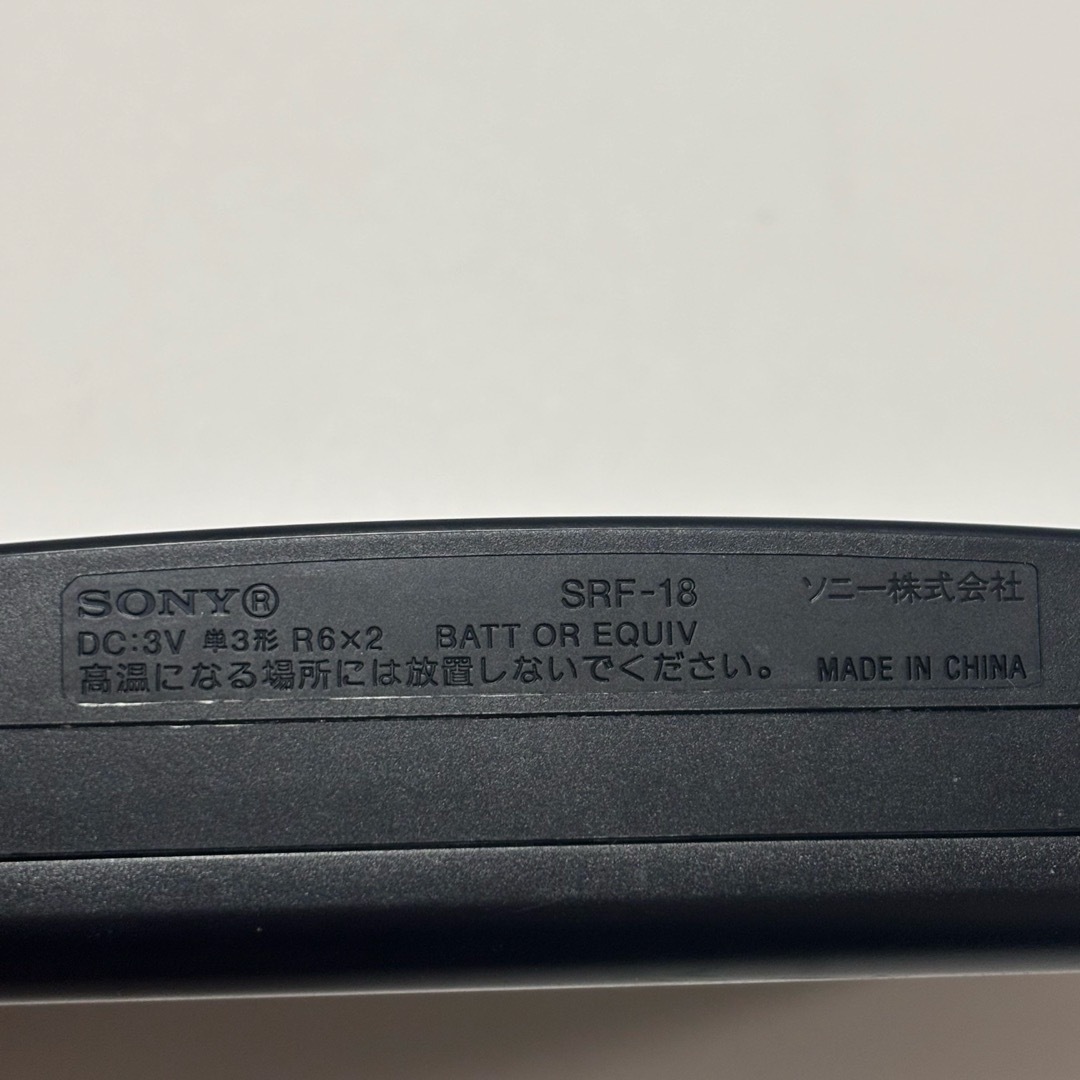 SONY® SRF-18 ソニー株式会社
DC:3V 単3形 R6×2 BATT OR EQUIV
高温になる場所には放置しないでください。 MADE IN CHINA